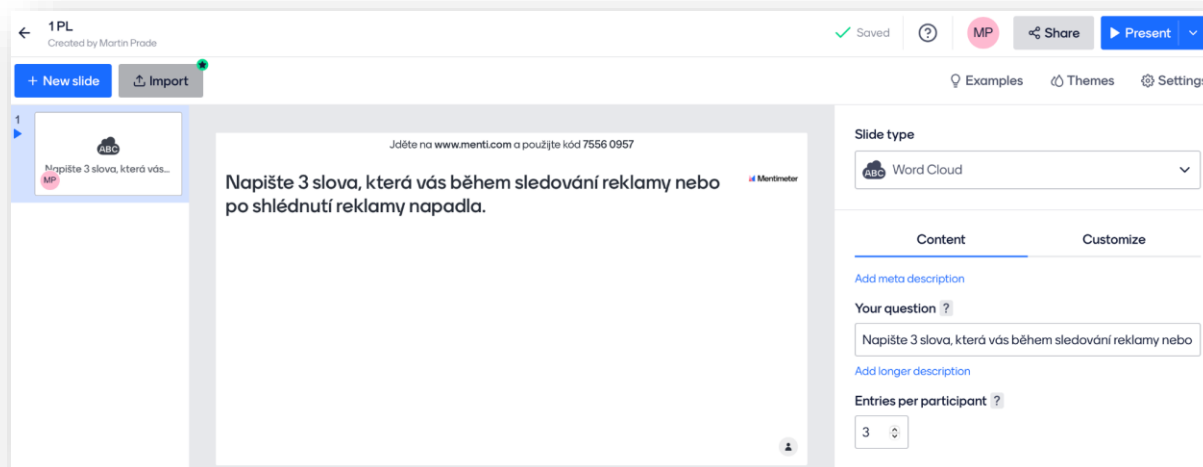 1 PL
Created by Martin Prade
Saved
?
MP
Share
Present
+ New slide
Import
Examples
Themes
Settings
1
ABC
Napište 3 slova, která vás...
MP
Jděte na www.menti.com a použijte kód 7556 0957
Napište 3 slova, která vás během sledování reklamy nebo
po shlédnutí reklamy napadla.
Mentimeter
Slide type
ABC Word Cloud
Content
Customize
Add meta description
Your question ?
Napište 3 slova, která vás během sledování reklamy nebo
Add longer description
Entries per participant ?
3